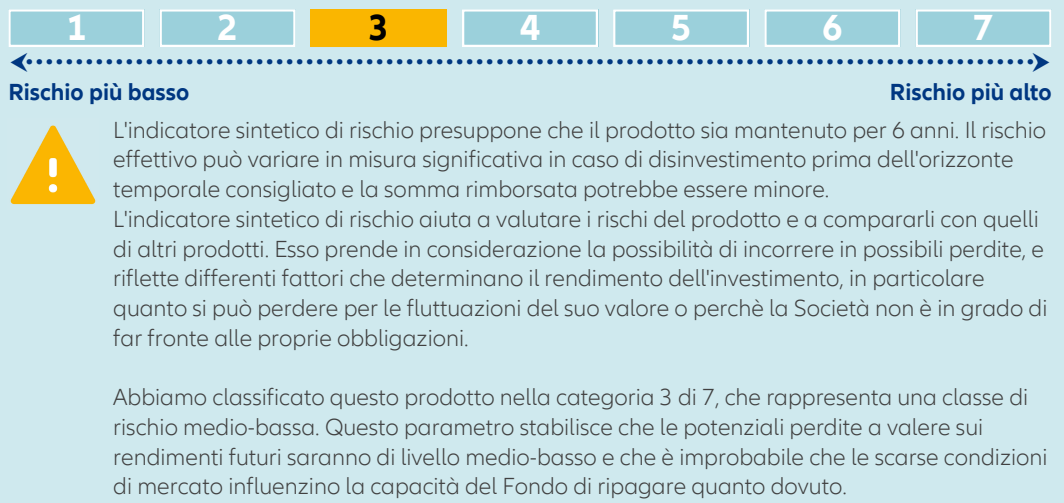 1 2 3 4 5 6 7
Rischio più basso Rischio più alto
L'indicatore sintetico di rischio presuppone che il prodotto sia mantenuto per 6 anni. Il rischio
effettivo può variare in misura significativa in caso di disinvestimento prima dell'orizzonte
temporale consigliato e la somma rimborsata potrebbe essere minore.
L'indicatore sintetico di rischio aiuta a valutare i rischi del prodotto e a compararli con quelli
di altri prodotti. Esso prende in considerazione la possibilità di incorrere in possibili perdite, e
riflette differenti fattori che determinano il rendimento dell'investimento, in particolare
quanto si può perdere per le fluttuazioni del suo valore o perchè la Società non è in grado di
far fronte alle proprie obbligazioni.
Abbiamo classificato questo prodotto nella categoria 3 di 7, che rappresenta una classe di
rischio medio-bassa. Questo parametro stabilisce che le potenziali perdite a valere sui
rendimenti futuri saranno di livello medio-basso e che è improbabile che le scarse condizioni
di mercato influenzino la capacità del Fondo di ripagare quanto dovuto.